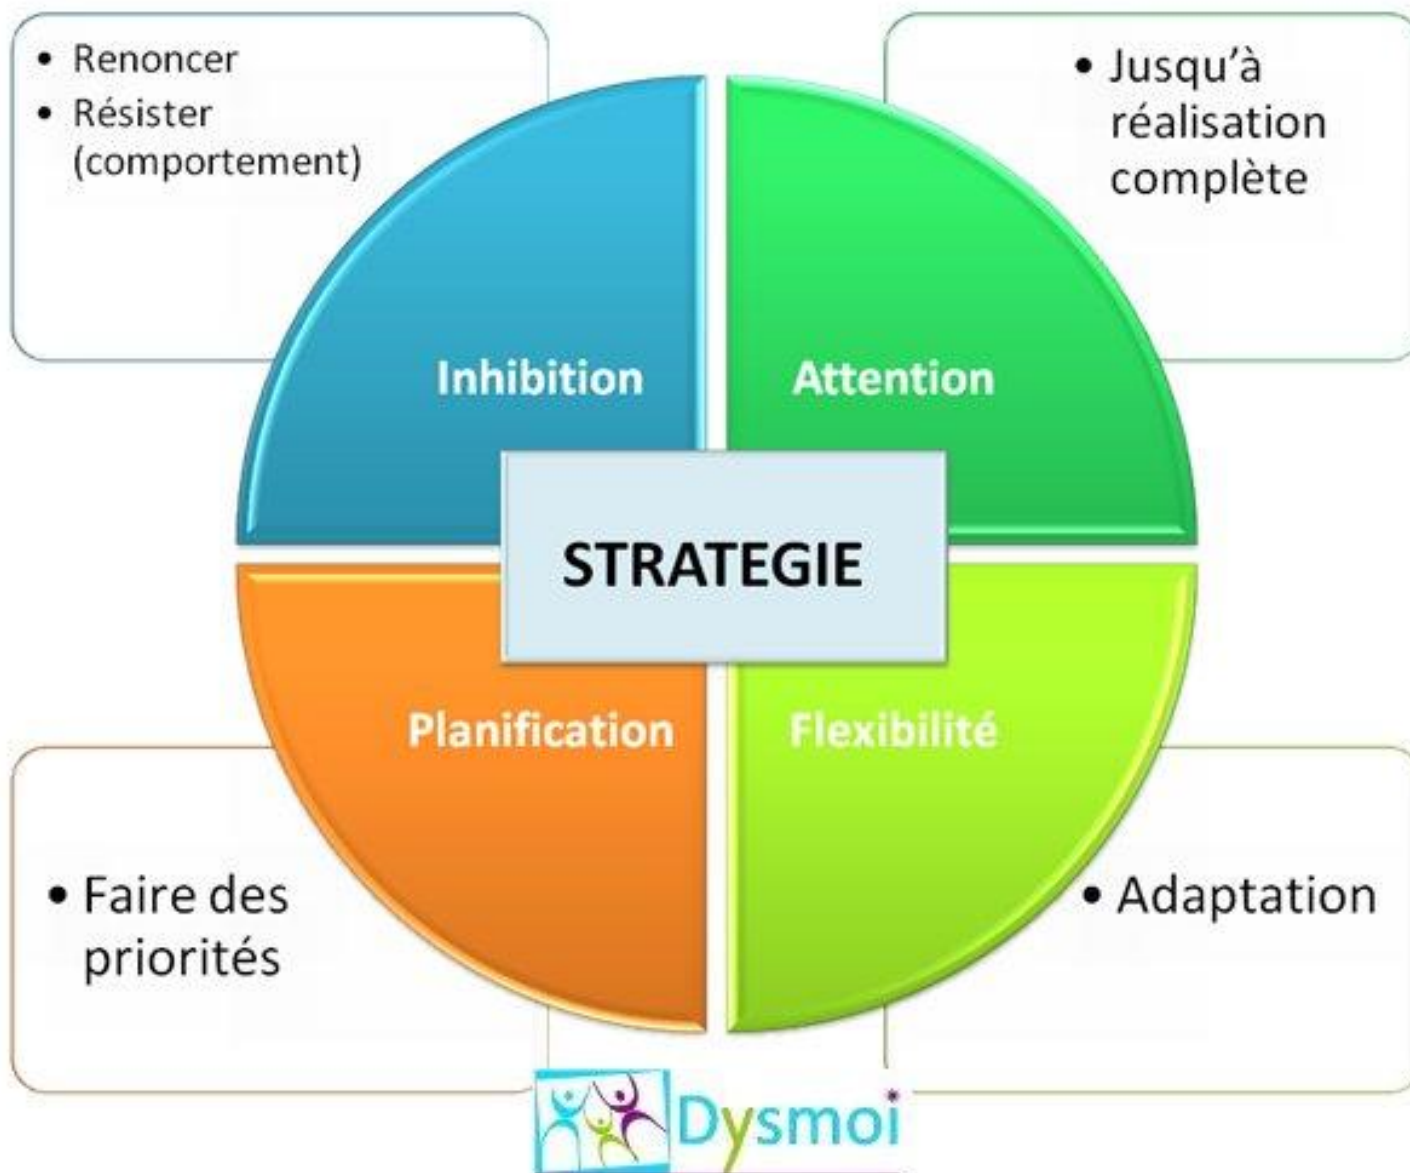 • Renoncer
• Résister
(comportement)
• Jusqu'à
réalisation
complète
Inhibition
Attention
STRATEGIE
Planification
Flexibilité
• Faire des
priorités
• Adaptation
Dysmoi